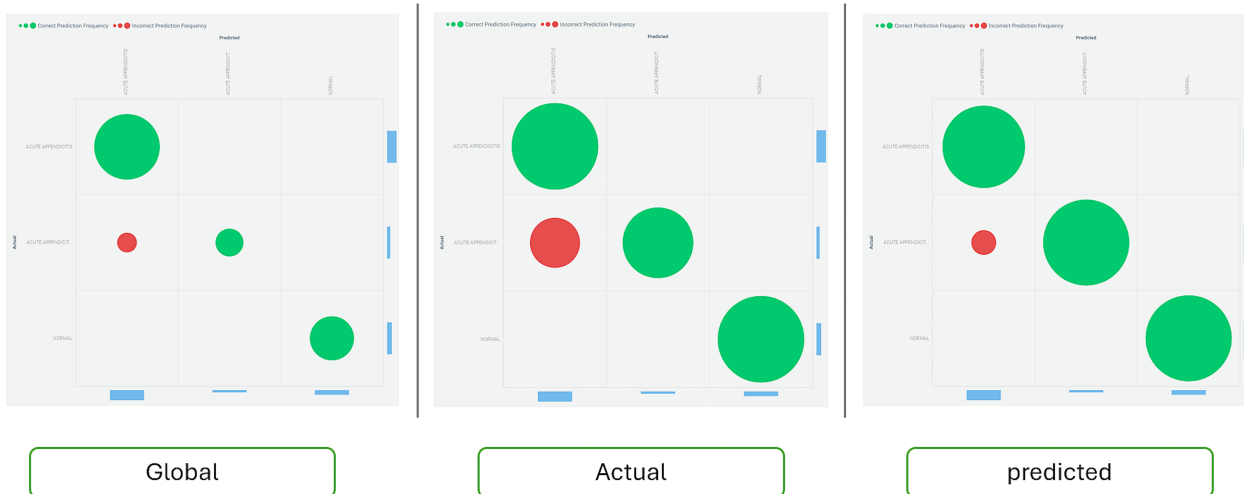 Correct Prediction Frequency Incorrect Prediction Frequency
Predicted
ACUTE APPENDICITIS
ACUTE APPENDICIT...
NORMAL
ACUTE APPENDICITIS
Actual
ACUTE APPENDICIT...
NORMAL
Global
Correct Prediction Frequency Incorrect Prediction Frequency
Predicted
ACUTE APPENDICITIS
ACUTE APPENDICIT...
NORMAL
ACUTE APPENDICITIS
Actual
ACUTE APPENDICIT...
NORMAL
Actual
Correct Prediction Frequency Incorrect Prediction Frequency
Predicted
ACUTE APPENDICITIS
ACUTE APPENDICIT...
NORMAL
ACUTE APPENDICITIS
Actual
ACUTE APPENDICIT...
NORMAL
predicted